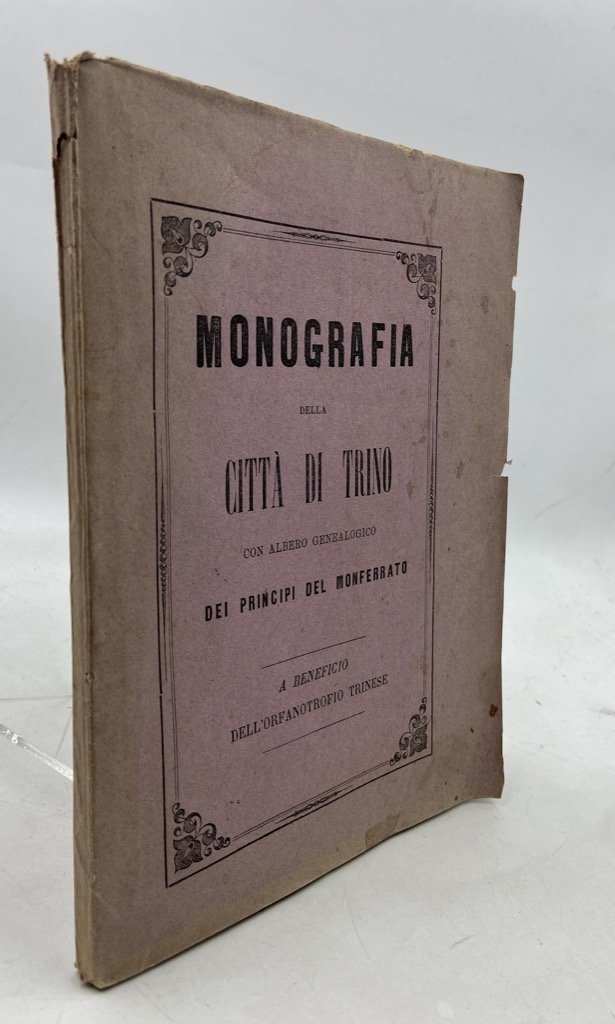 MONOGRAFIA
DELLA
CITTÀ DI TRINO
CON ALBERO GENEALOGICO
DEI PRINCIPI DEL MONFERRATO
A BENEFICIO
DELL'ORFANOTROFIO TRINESE